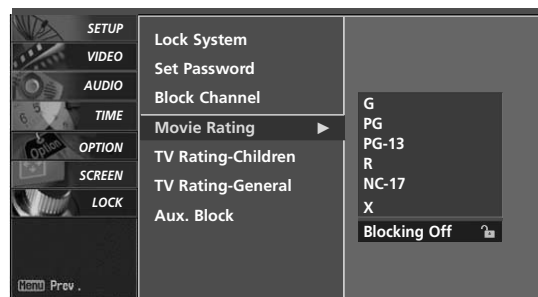 SETUP
VIDEO
AUDIO
TIME
OPTION
SCREEN
LOCK
Menu Prev.
Lock System
Set Password
Block Channel
Movie Rating ►
TV Rating-Children
TV Rating-General
Aux. Block
G
PG
PG-13
R
NC-17
X
Blocking Off